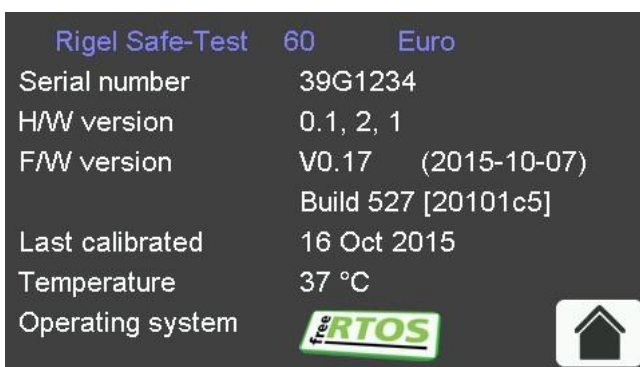 Rigel Safe-Test 60 Euro
Serial number 39G1234
H/W version 0.1, 2, 1
F/W version V0.17 (2015-10-07)
Build 527 [20101c5]
Last calibrated 16 Oct 2015
Temperature 37 °C
Operating system free RTOS